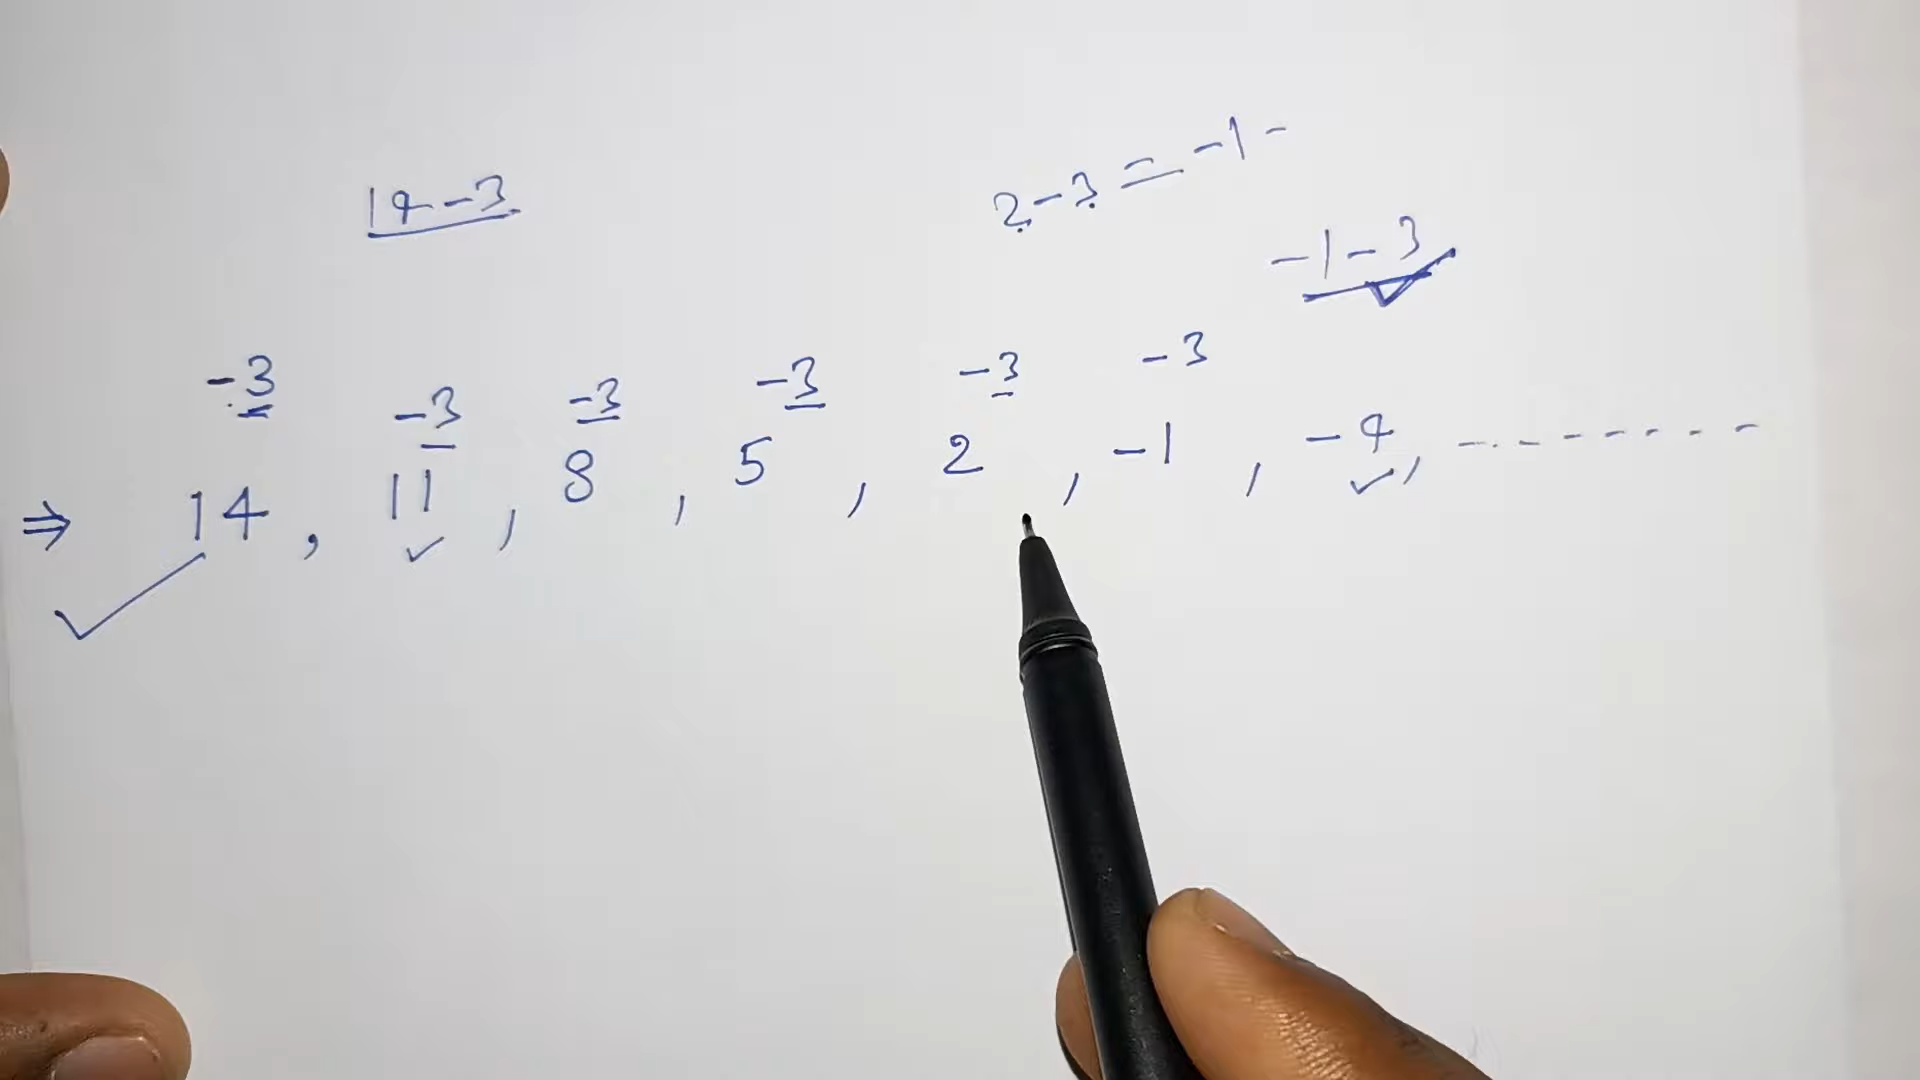 14-3
2-3=-1-
-1-3
-3 -3 -3 -3 -3 -3
⇒ 14, 11, 8, 5, 2, -1, -4, --------